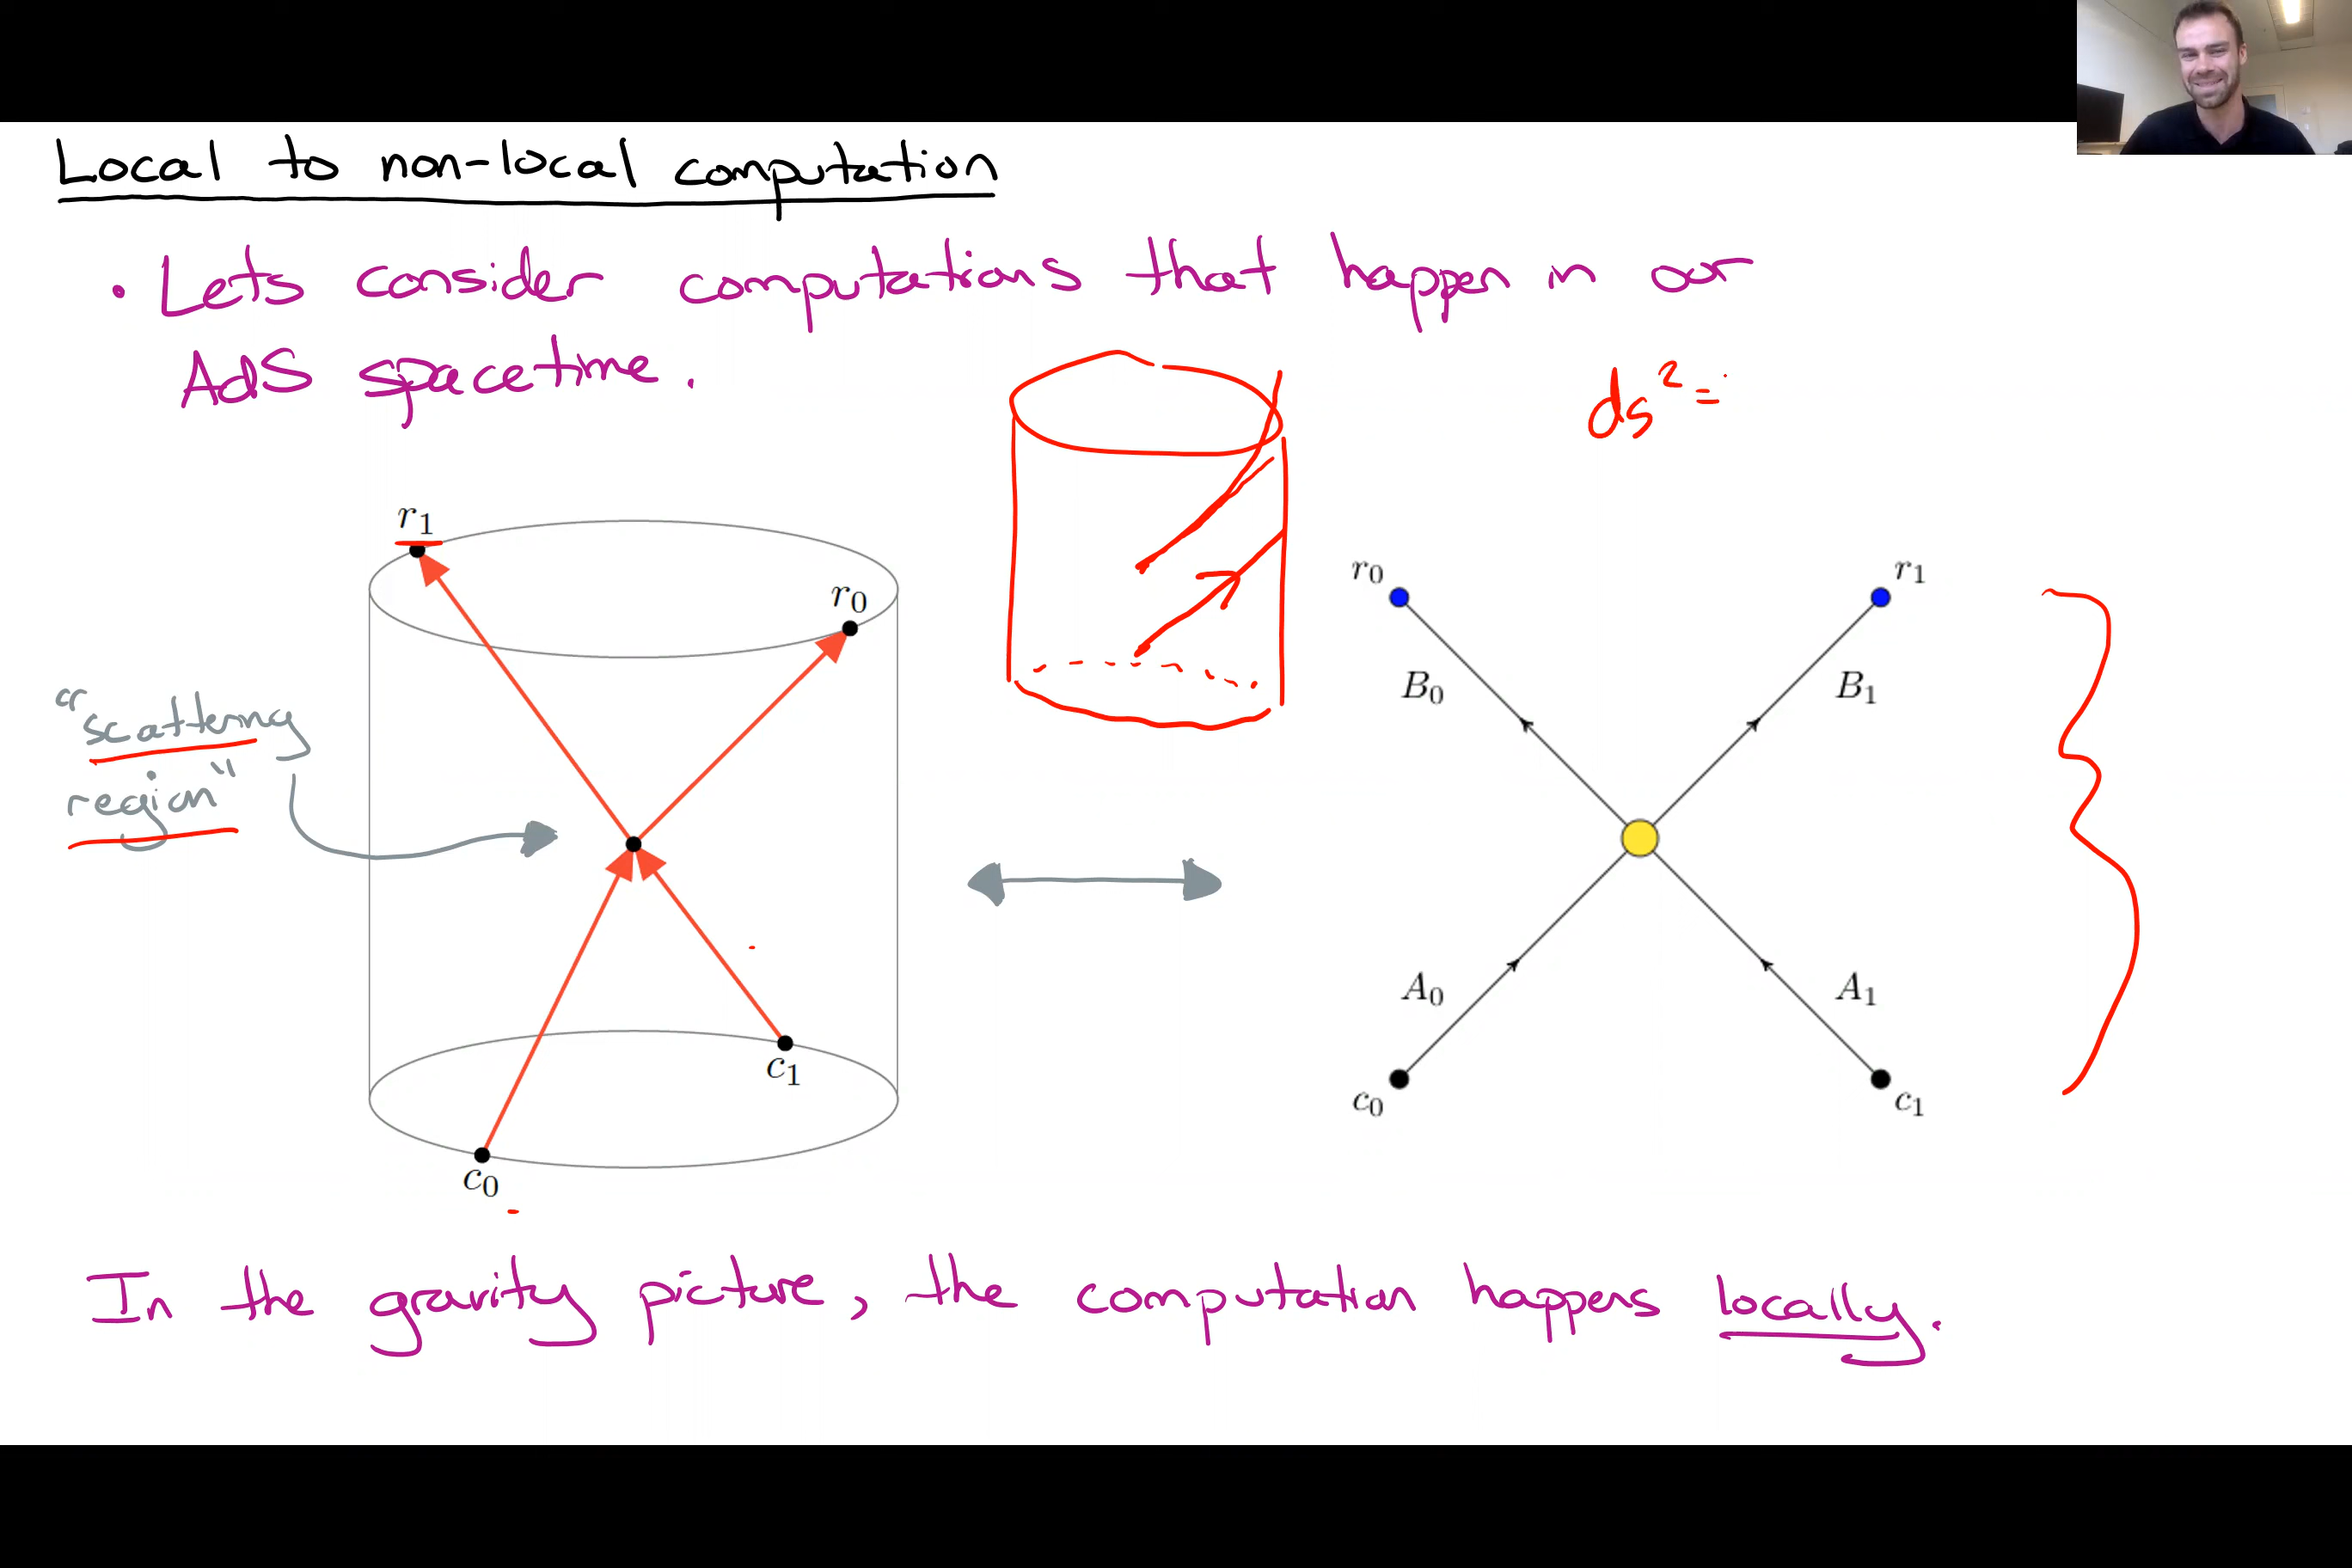 Local to non-local computation
• Lets consider computations that happen in our
AdS spacetime.
ds² =
r₁
r₀
"scattering
region"
c₁
c₀
r₀
r₁
B₀
B₁
A₀
A₁
c₀
c₁
In the gravity picture, the computation happens locally.